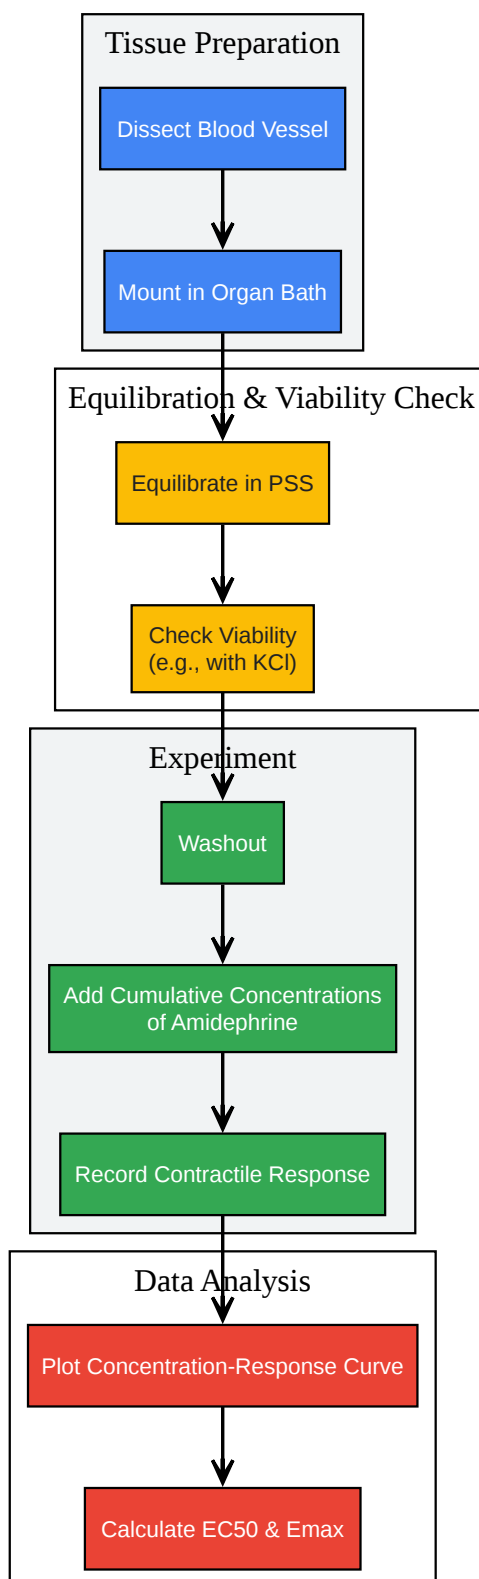 Tissue Preparation
Dissect Blood Vessel
Mount in Organ Bath
Equilibration & Viability Check
Equilibrate in PSS
Check Viability
(e.g., with KCl)
Experiment
Washout
Add Cumulative Concentrations
of Amidephrine
Record Contractile Response
Data Analysis
Plot Concentration-Response Curve
Calculate EC50 & Emax